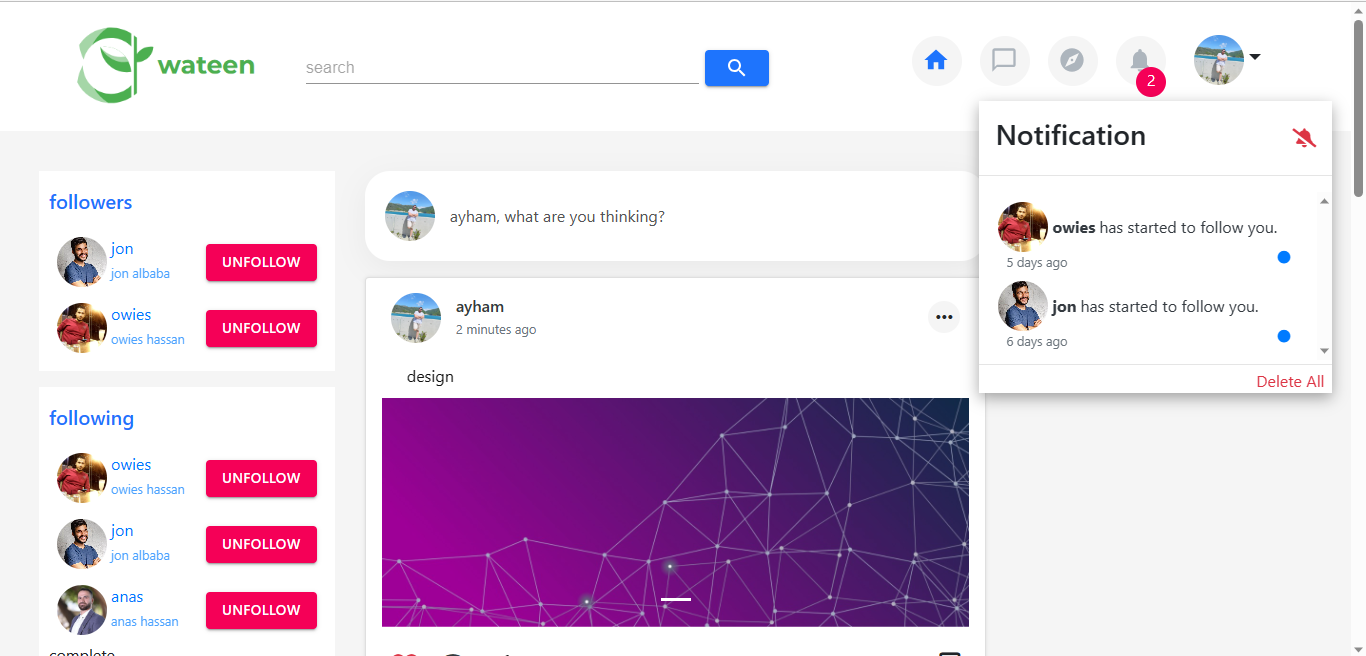 wateen
search
2
Notification
owies has started to follow you.
5 days ago
jon has started to follow you.
6 days ago
Delete All
followers
jon
jon albaba
UNFOLLOW
owies
owies hassan
UNFOLLOW
following
owies
owies hassan
UNFOLLOW
jon
jon albaba
UNFOLLOW
anas
anas hassan
UNFOLLOW
complete
ayham, what are you thinking?
ayham
2 minutes ago
design